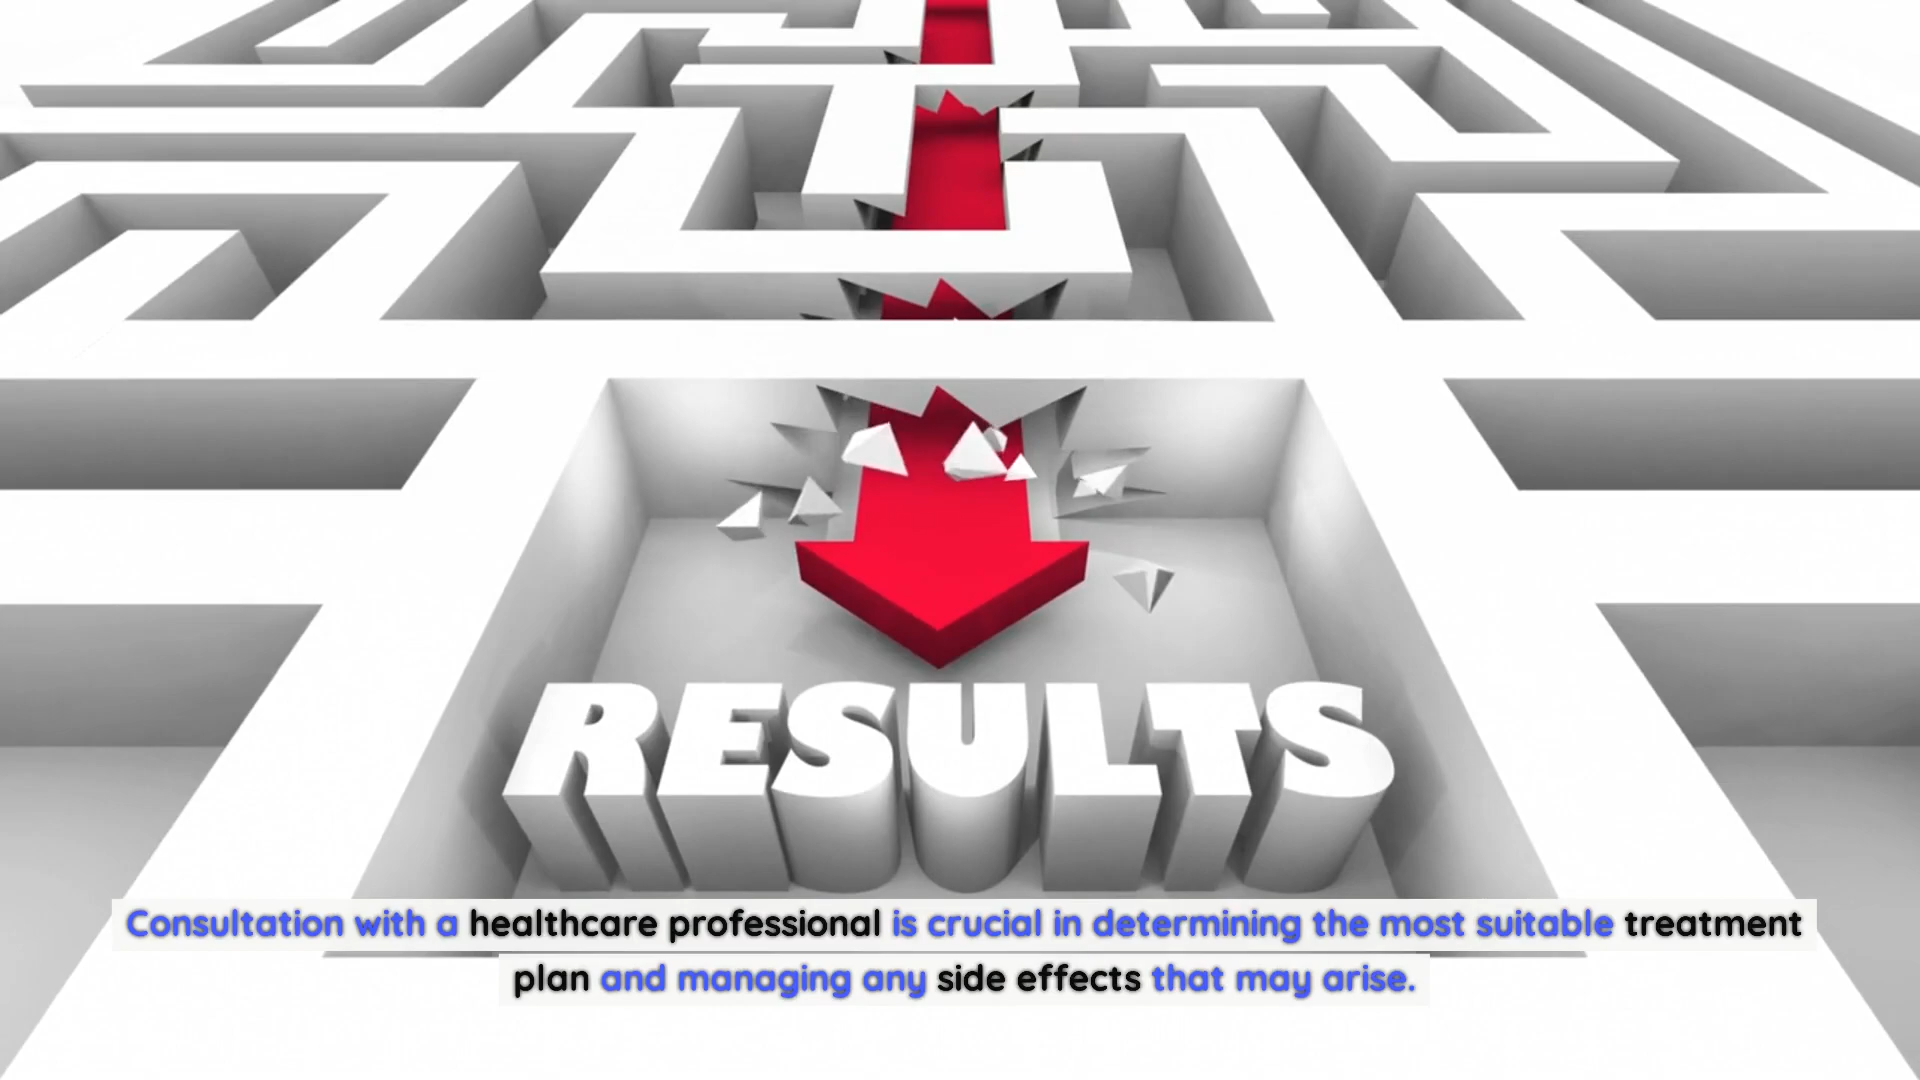 RESULTS
Consultation with a healthcare professional is crucial in determining the most suitable treatment
plan and managing any side effects that may arise.